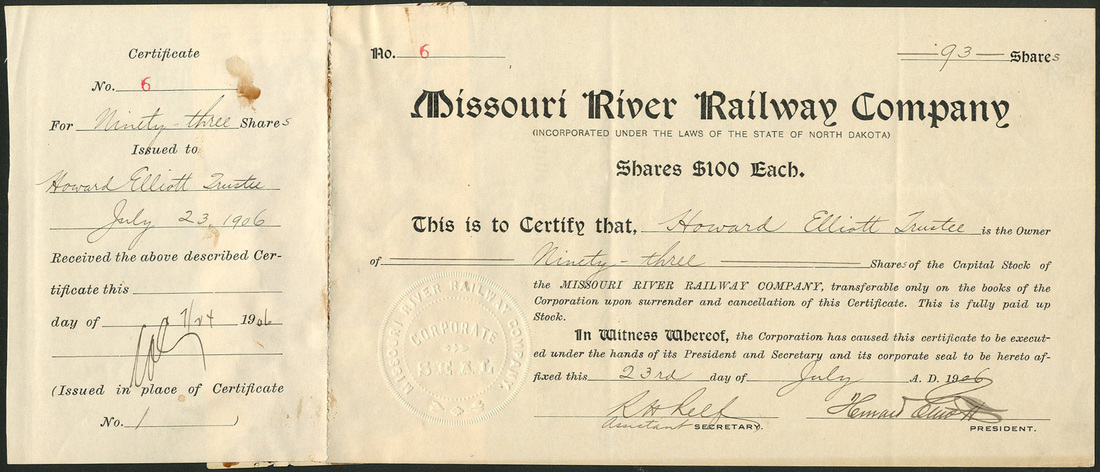 Certificate
No. 6
For Ninety-three Shares
Issued to
Howard Elliott Trustee
July 23, 1906
Received the above described Cer-
tificate this
day of 7/24 1906
(Issued in place of Certificate
No. 1 )
No. 6 93 Shares
Missouri River Railway Company
(INCORPORATED UNDER THE LAWS OF THE STATE OF NORTH DAKOTA)
Shares $100 Each.
This is to Certify that, Howard Elliott Trustee is the Owner
of Ninety-three Shares of the Capital Stock of
the MISSOURI RIVER RAILWAY COMPANY, transferable only on the books of the
Corporation upon surrender and cancellation of this Certificate. This is fully paid up
Stock.
In Witness Whereof, the Corporation has caused this certificate to be execut-
ed under the hands of its President and Secretary and its corporate seal to be hereto af-
fixed this 23rd day of July A. D. 1906
R H Relf Howard Elliott
Assistant SECRETARY. PRESIDENT.
MISSOURI RIVER RAILWAY COMPANY
CORPORATE
SEAL